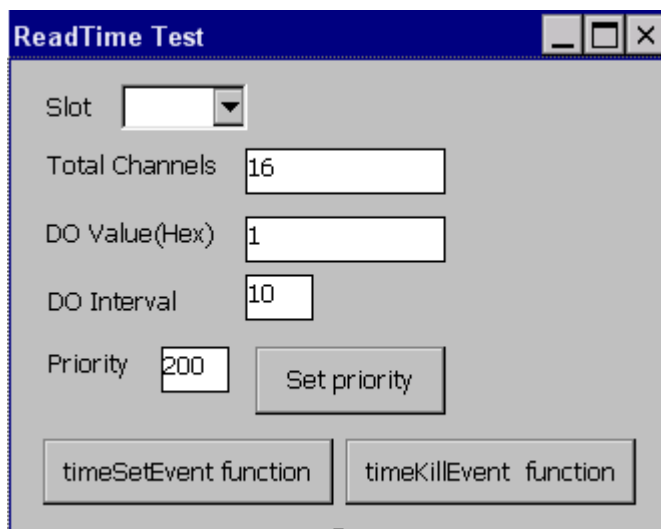 ReadTime Test
Slot
Total Channels 16
DO Value(Hex) 1
DO Interval 10
Priority 200 Set priority
timeSetEvent function timeKillEvent function